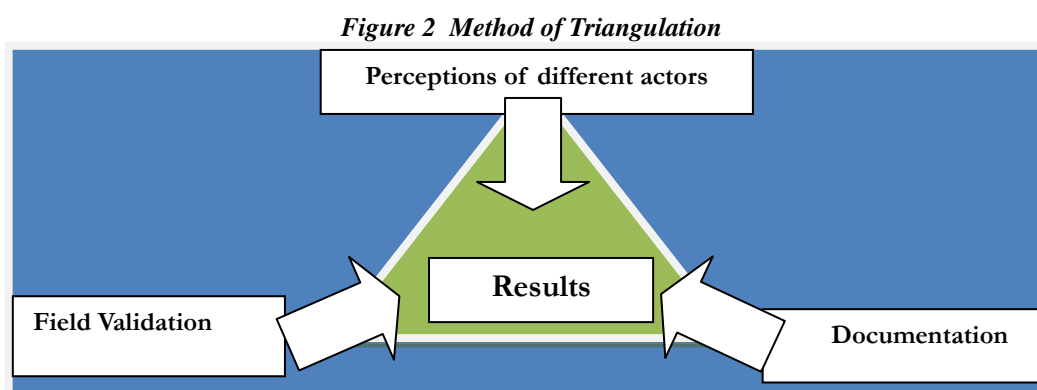 Figure 2 Method of Triangulation
Perceptions of different actors
Results
Field Validation
Documentation